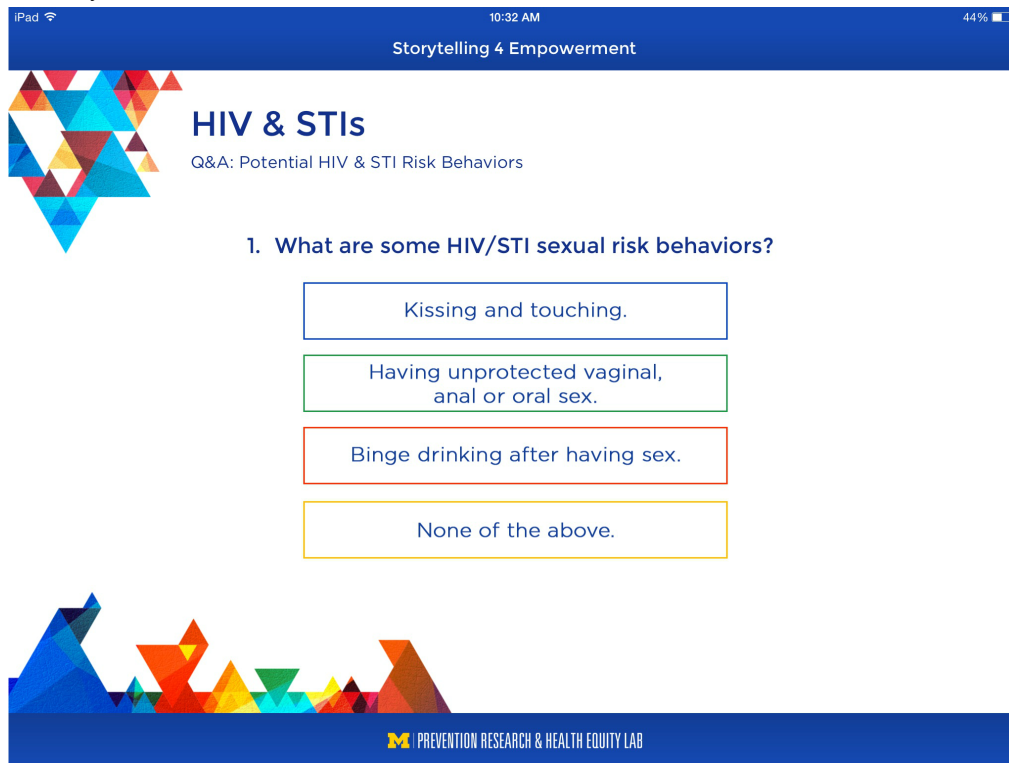 iPad 10:32 AM 44%
Storytelling 4 Empowerment
HIV & STIs
Q&A: Potential HIV & STI Risk Behaviors
1. What are some HIV/STI sexual risk behaviors?
Kissing and touching.
Having unprotected vaginal,
anal or oral sex.
Binge drinking after having sex.
None of the above.
M | PREVENTION RESEARCH & HEALTH EQUITY LAB